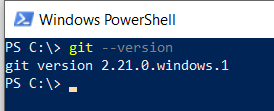 Windows PowerShell
PS C:\> git --version
git version 2.21.0.windows.1
PS C:\>